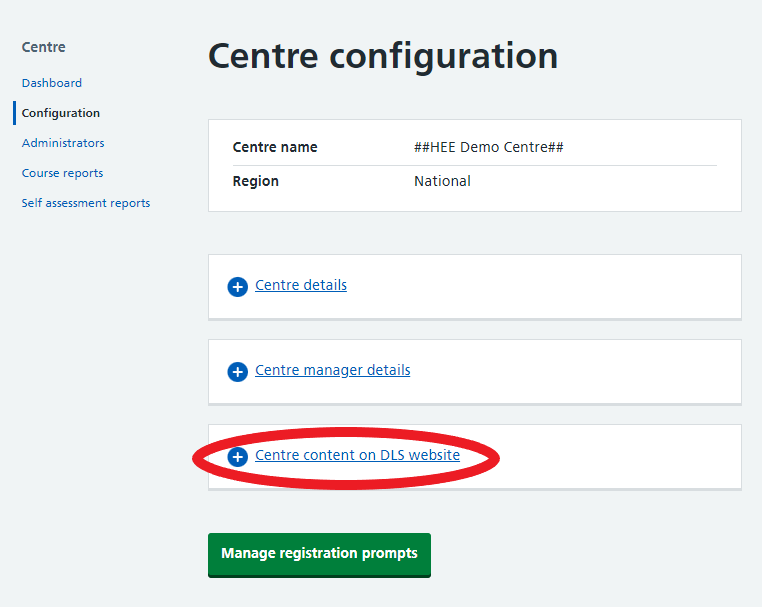 Centre
Dashboard
Configuration
Administrators
Course reports
Self assessment reports
Centre configuration
Centre name ##HEE Demo Centre##
Region National
Centre details
Centre manager details
Centre content on DLS website
Manage registration prompts